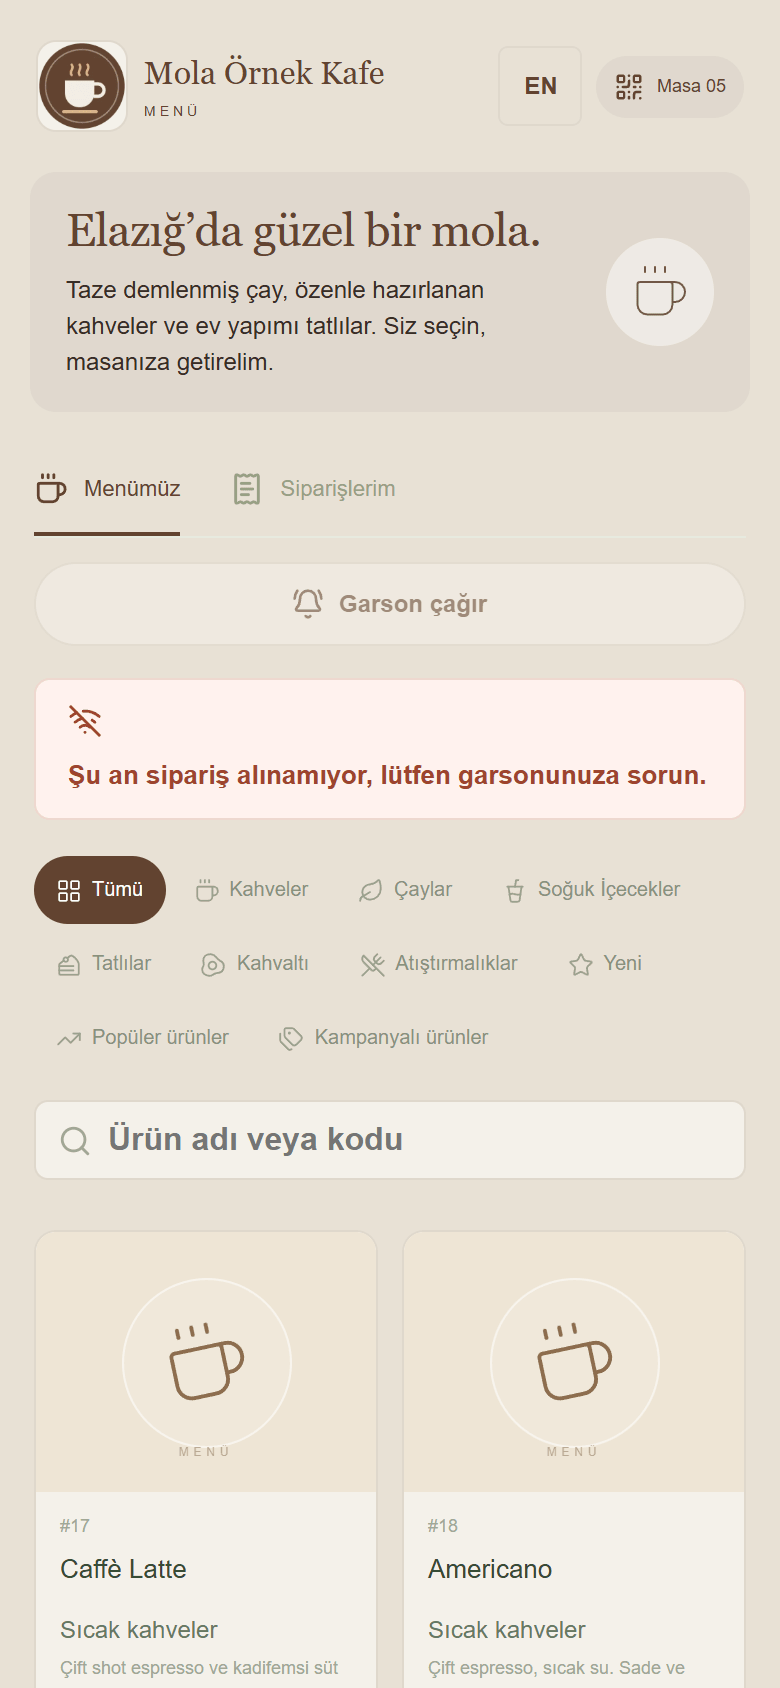 Mola Örnek Kafe
MENÜ
EN
Masa 05
Elazığ’da güzel bir mola.
Taze demlenmiş çay, özenle hazırlanan
kahveler ve ev yapımı tatlılar. Siz seçin,
masanıza getirelim.
Menümüz
Siparişlerim
Garson çağır
Şu an sipariş alınamıyor, lütfen garsonunuza sorun.
Tümü
Kahveler
Çaylar
Soğuk İçecekler
Tatlılar
Kahvaltı
Atıştırmalıklar
Yeni
Popüler ürünler
Kampanyalı ürünler
Ürün adı veya kodu
MENÜ
#17
Caffè Latte
Sıcak kahveler
Çift shot espresso ve kadifemsi süt
MENÜ
#18
Americano
Sıcak kahveler
Çift espresso, sıcak su. Sade ve